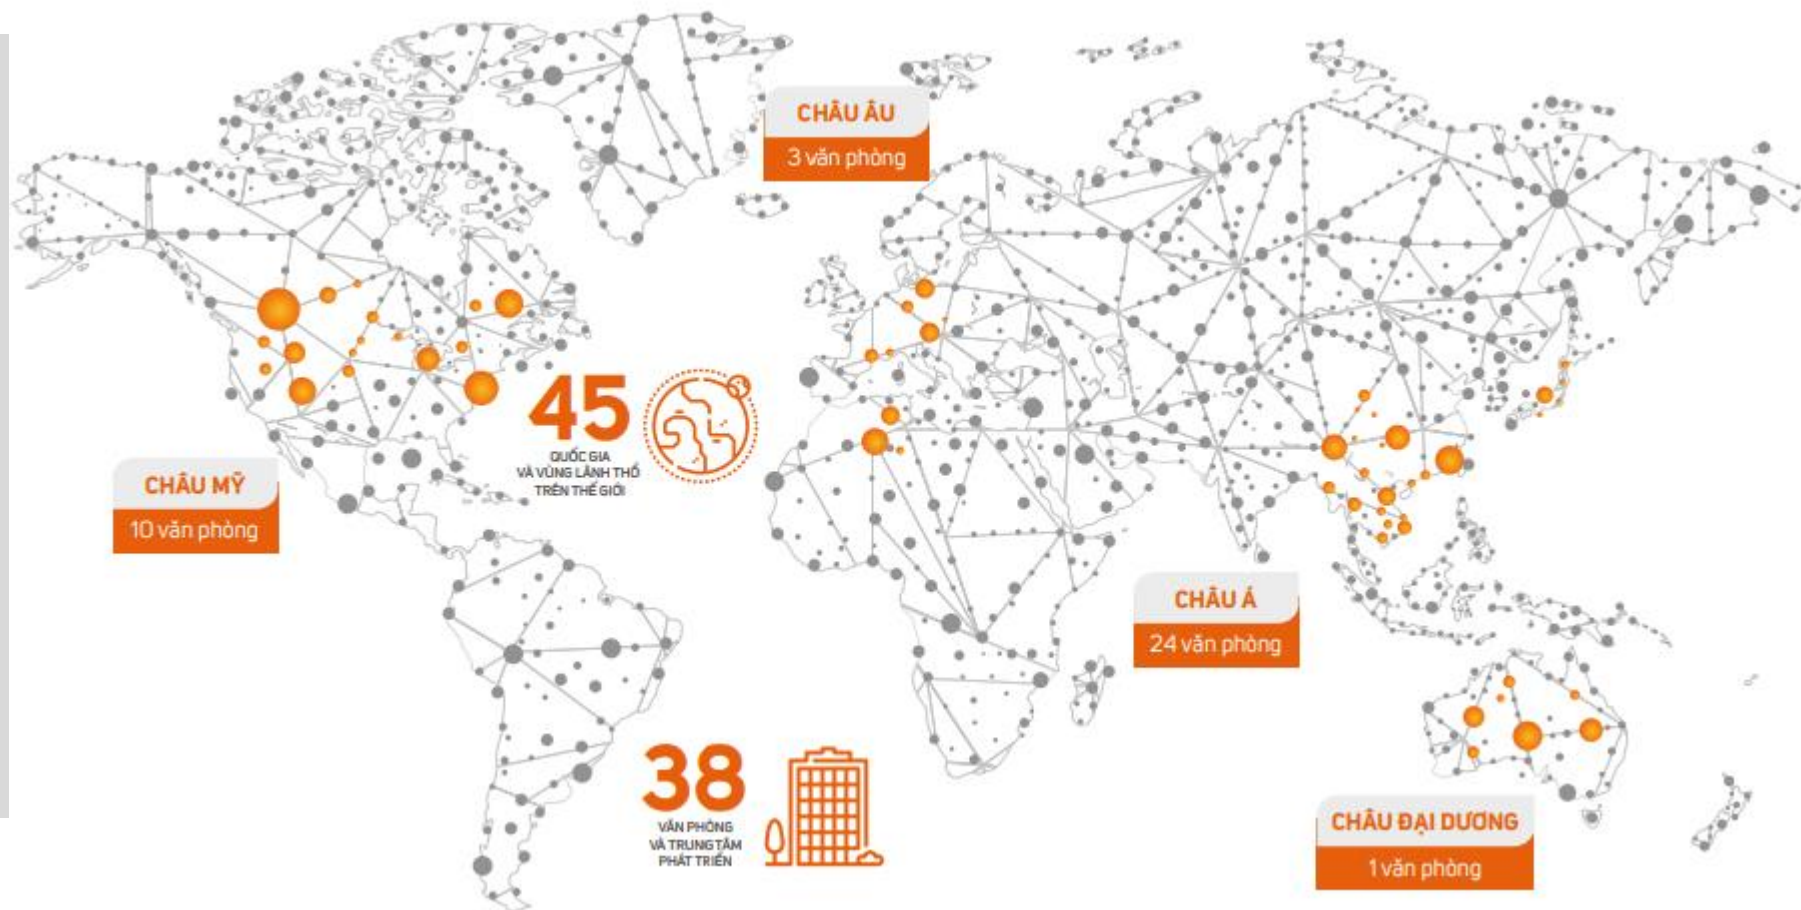 CHÂU ÂU
3 văn phòng
45
QUỐC GIA
VÀ VÙNG LÃNH THỔ
TRÊN THẾ GIỚI
CHÂU MỸ
10 văn phòng
CHÂU Á
24 văn phòng
38
VĂN PHÒNG
VÀ TRUNG TÂM
PHÁT TRIỂN
CHÂU ĐẠI DƯƠNG
1 văn phòng